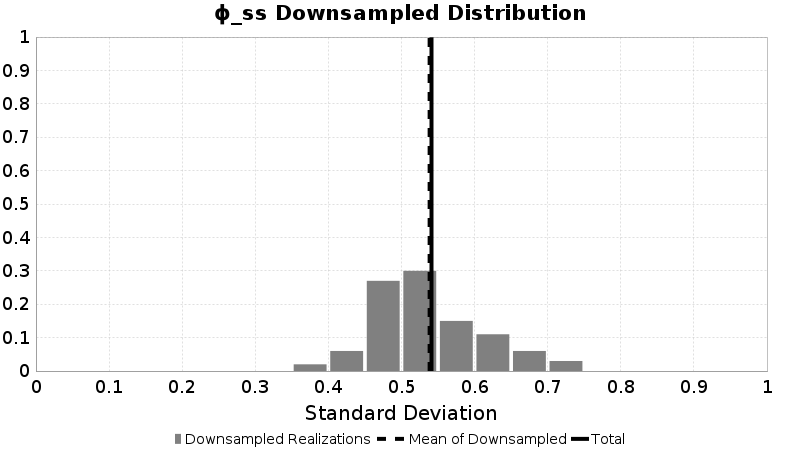 ϕ_ss Downsampled Distribution
1
0.9
0.8
0.7
0.6
0.5
0.4
0.3
0.2
0.1
0
0 0.1 0.2 0.3 0.4 0.5 0.6 0.7 0.8 0.9 1
Standard Deviation
Downsampled Realizations Mean of Downsampled Total